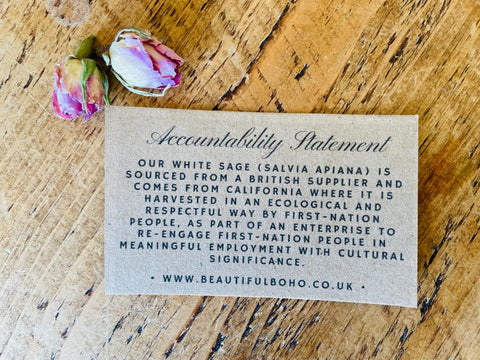 Accountability Statement
OUR WHITE SAGE (SALVIA APIANA) IS
SOURCED FROM A BRITISH SUPPLIER AND
COMES FROM CALIFORNIA WHERE IT IS
HARVESTED IN AN ECOLOGICAL AND
RESPECTFUL WAY BY FIRST-NATION
PEOPLE, AS PART OF AN ENTERPRISE TO
RE-ENGAGE FIRST-NATION PEOPLE IN
MEANINGFUL EMPLOYMENT WITH CULTURAL
SIGNIFICANCE.
• WWW.BEAUTIFULBOHO.CO.UK •